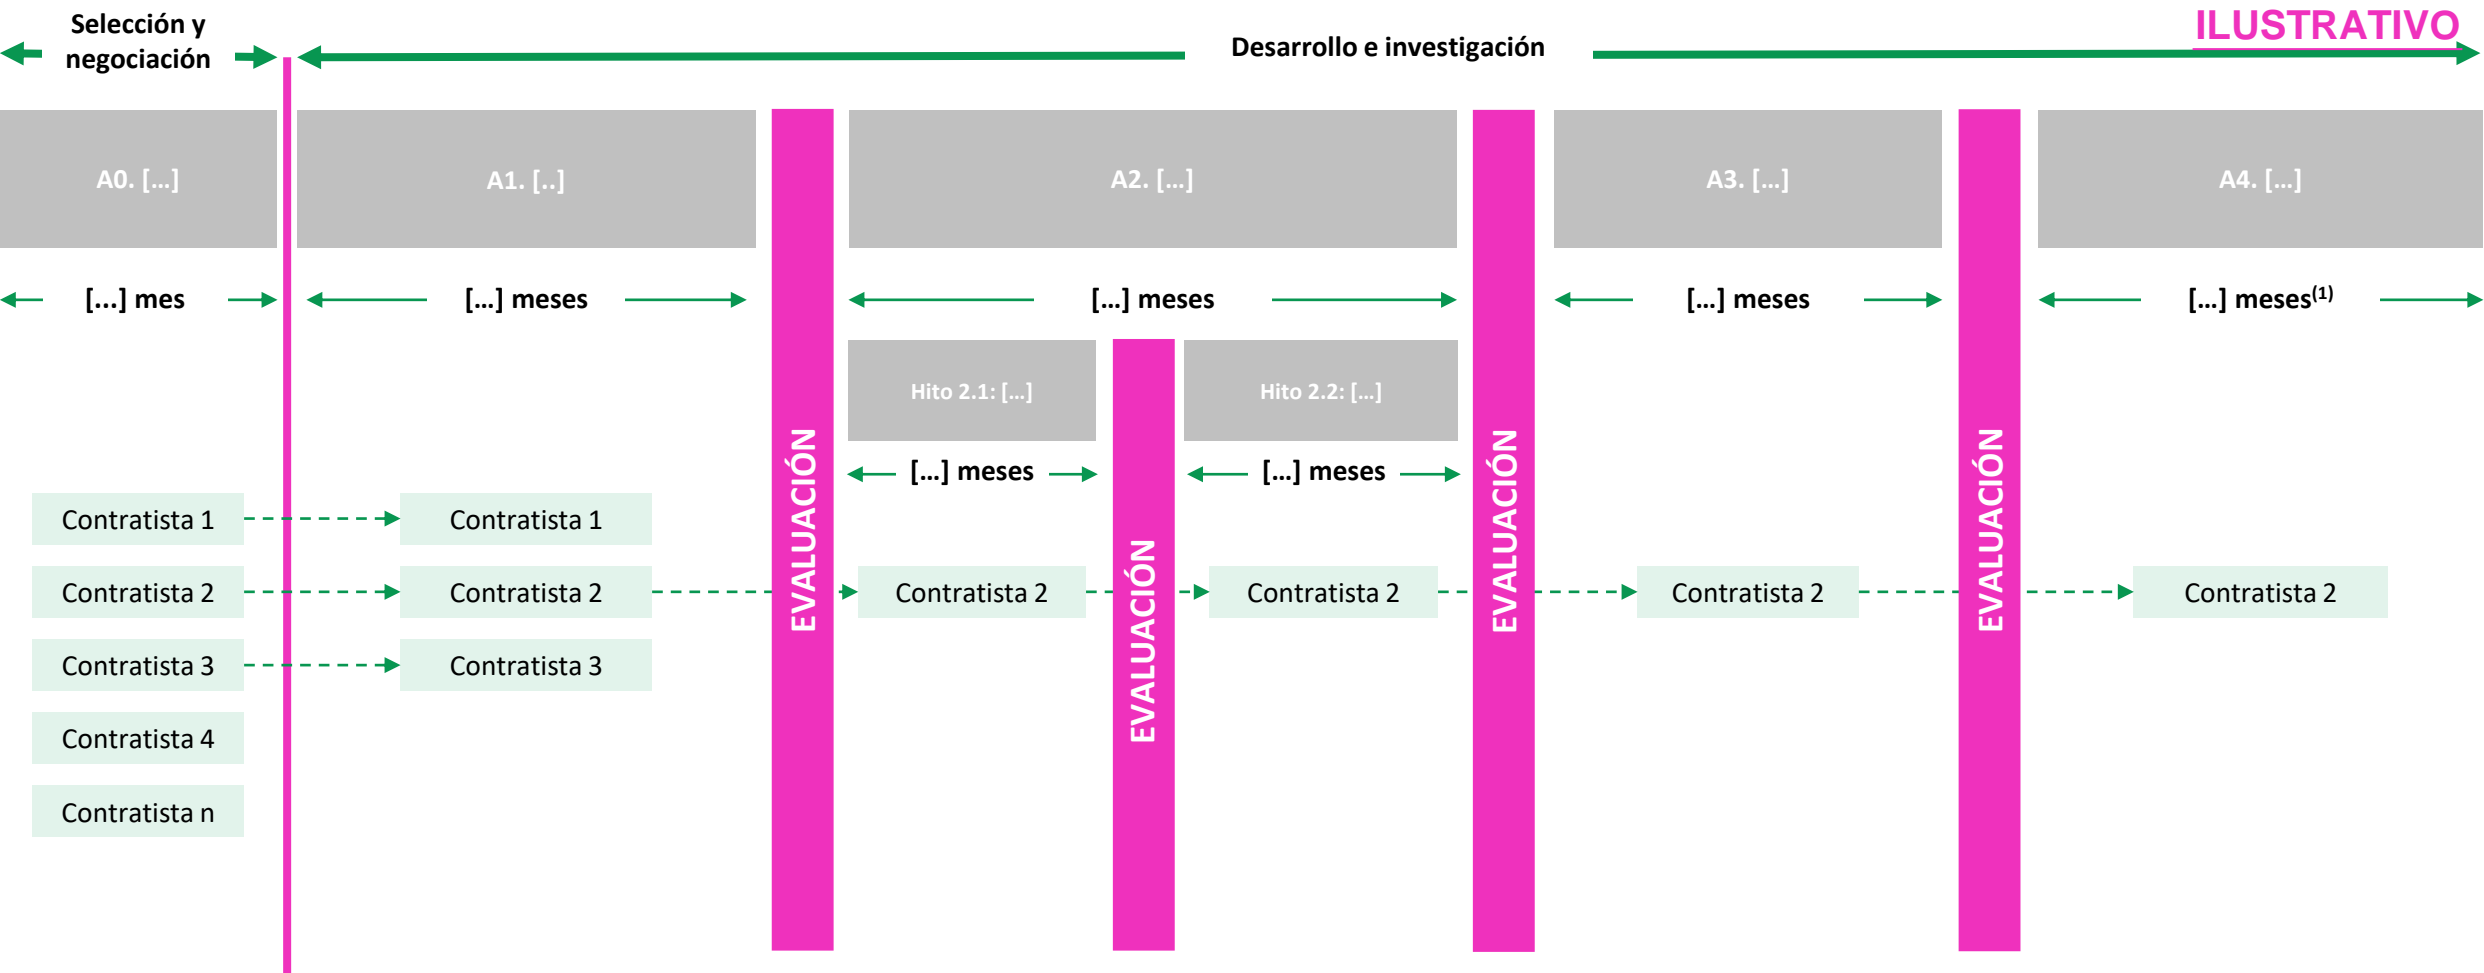 Selección y
negociación
Desarrollo e investigación
ILUSTRATIVO
A0. […]
A1. [..]
A2. […]
A3. […]
A4. […]
[...] mes
[…] meses
[…] meses
[…] meses
[…] meses(1)
Hito 2.1: […]
Hito 2.2: […]
[…] meses
[…] meses
EVALUACIÓN
EVALUACIÓN
EVALUACIÓN
EVALUACIÓN
Contratista 1
Contratista 1
Contratista 2
Contratista 2
Contratista 2
Contratista 2
Contratista 2
Contratista 2
Contratista 3
Contratista 3
Contratista 4
Contratista n